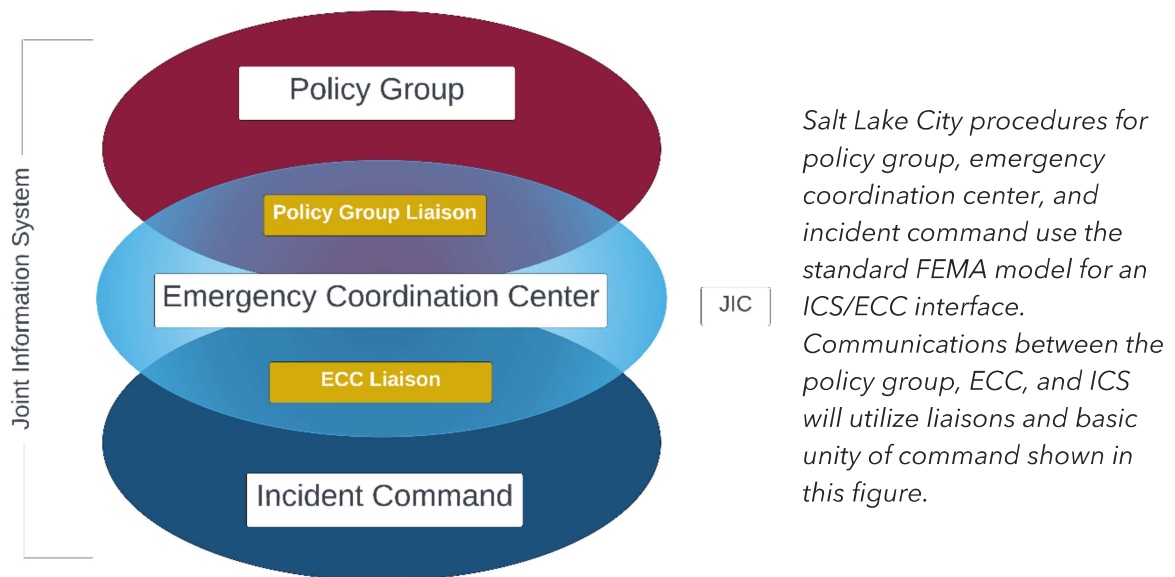 Joint Information System
Policy Group
Policy Group Liaison
Emergency Coordination Center
ECC Liaison
Incident Command
JIC
Salt Lake City procedures for
policy group, emergency
coordination center, and
incident command use the
standard FEMA model for an
ICS/ECC interface.
Communications between the
policy group, ECC, and ICS
will utilize liaisons and basic
unity of command shown in
this figure.